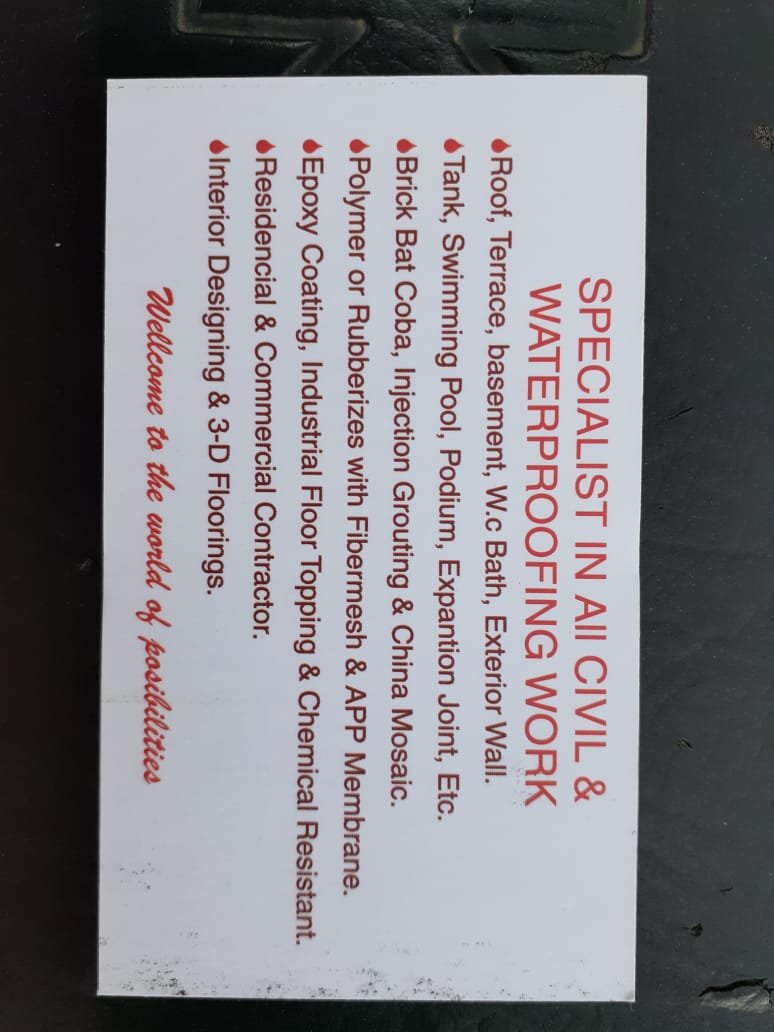 SPECIALIST IN All CIVIL &
WATERPROOFING WORK
Roof, Terrace, basement, W.c Bath, Exterior Wall.
Tank, Swimming Pool, Podium, Expantion Joint, Etc.
Brick Bat Coba, Injection Grouting & China Mosaic.
Polymer or Rubberizes with Fibermesh & APP Membrane.
Epoxy Coating, Industrial Floor Topping & Chemical Resistant.
Residencial & Commercial Contractor.
Interior Designing & 3-D Floorings.
Wellcome to the world of posibilities